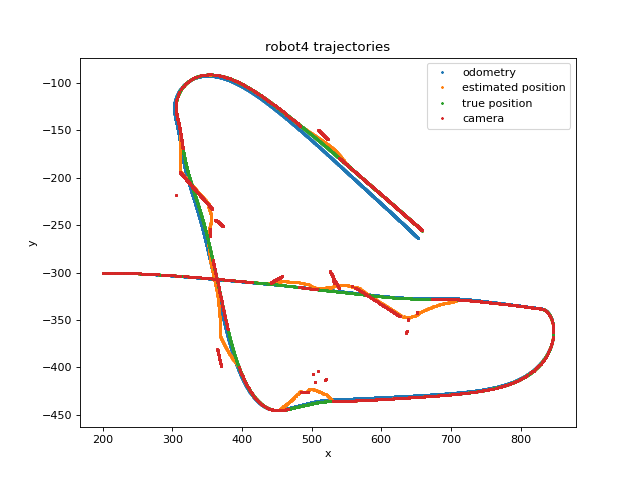 robot4 trajectories
odometry
estimated position
true position
camera
−100
−150
−200
−250
−300
−350
−400
−450
y
200 300 400 500 600 700 800
x